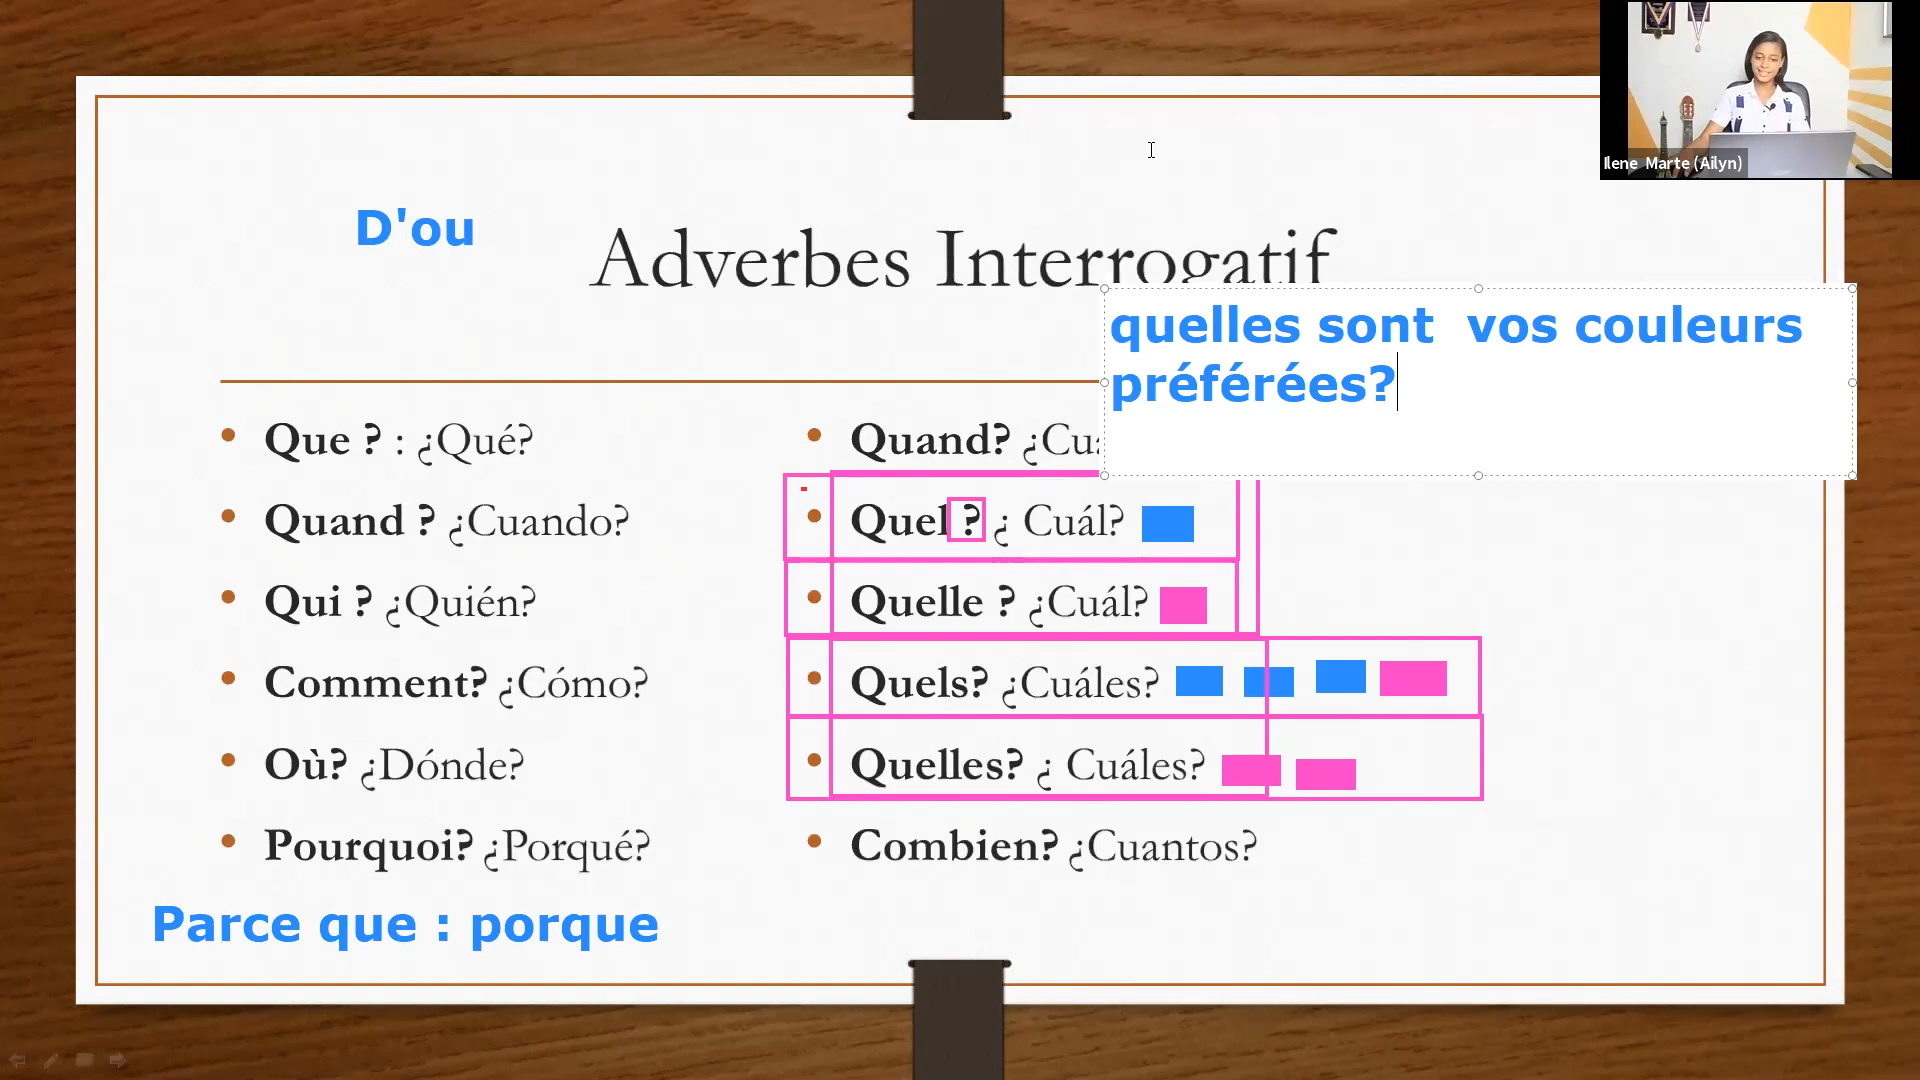 Ilene Marte (Ailyn)
D'ou
Adverbes Interrogatif
quelles sont vos couleurs
préférées?
Que ? : ¿Qué?
Quand ? ¿Cuando?
Qui ? ¿Quién?
Comment? ¿Cómo?
Où? ¿Dónde?
Pourquoi? ¿Porqué?
Parce que : porque
Quand?
Quel ? ¿ Cuál?
Quelle ? ¿Cuál?
Quels? ¿Cuáles?
Quelles? ¿ Cuáles?
Combien? ¿Cuantos?